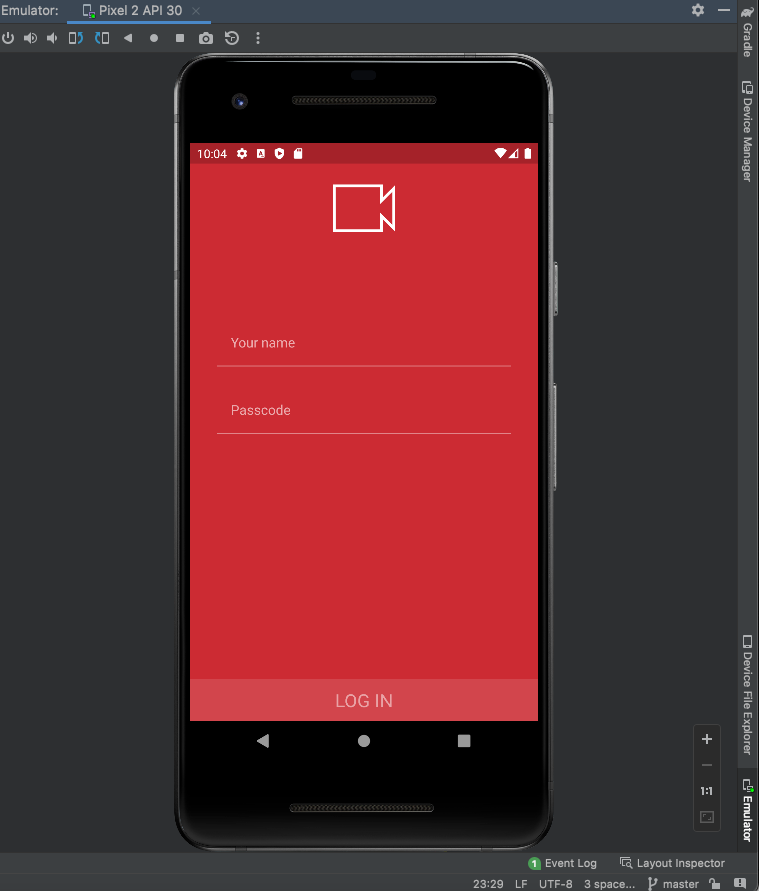 Emulator: Pixel 2 API 30
Gradle
Device Manager
10:04
Your name
Passcode
LOG IN
Device File Explorer
1:1
Emulator
1 Event Log Layout Inspector
23:29 LF UTF-8 3 space... master